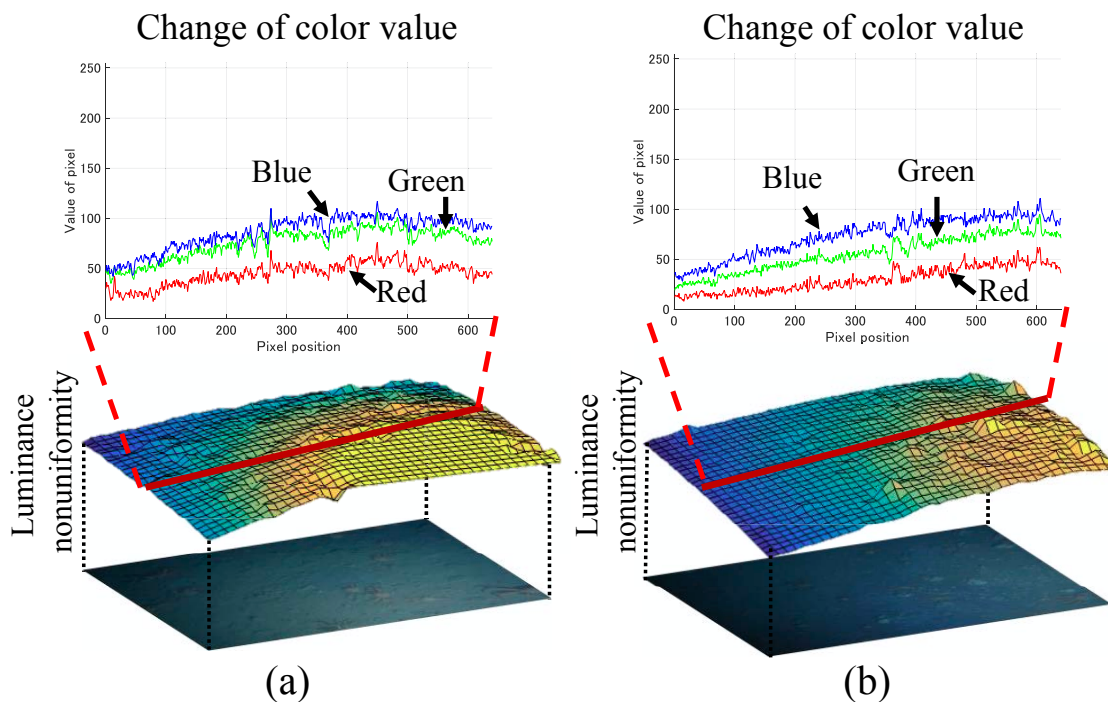 Change of color value
250
200
150
100
50
0
Value of pixel
Blue
Green
Red
0 100 200 300 400 500 600
Pixel position
Luminance
nonuniformity
(a)
Change of color value
250
200
150
100
50
0
Value of pixel
Blue
Green
Red
0 100 200 300 400 500 600
Pixel position
Luminance
nonuniformity
(b)